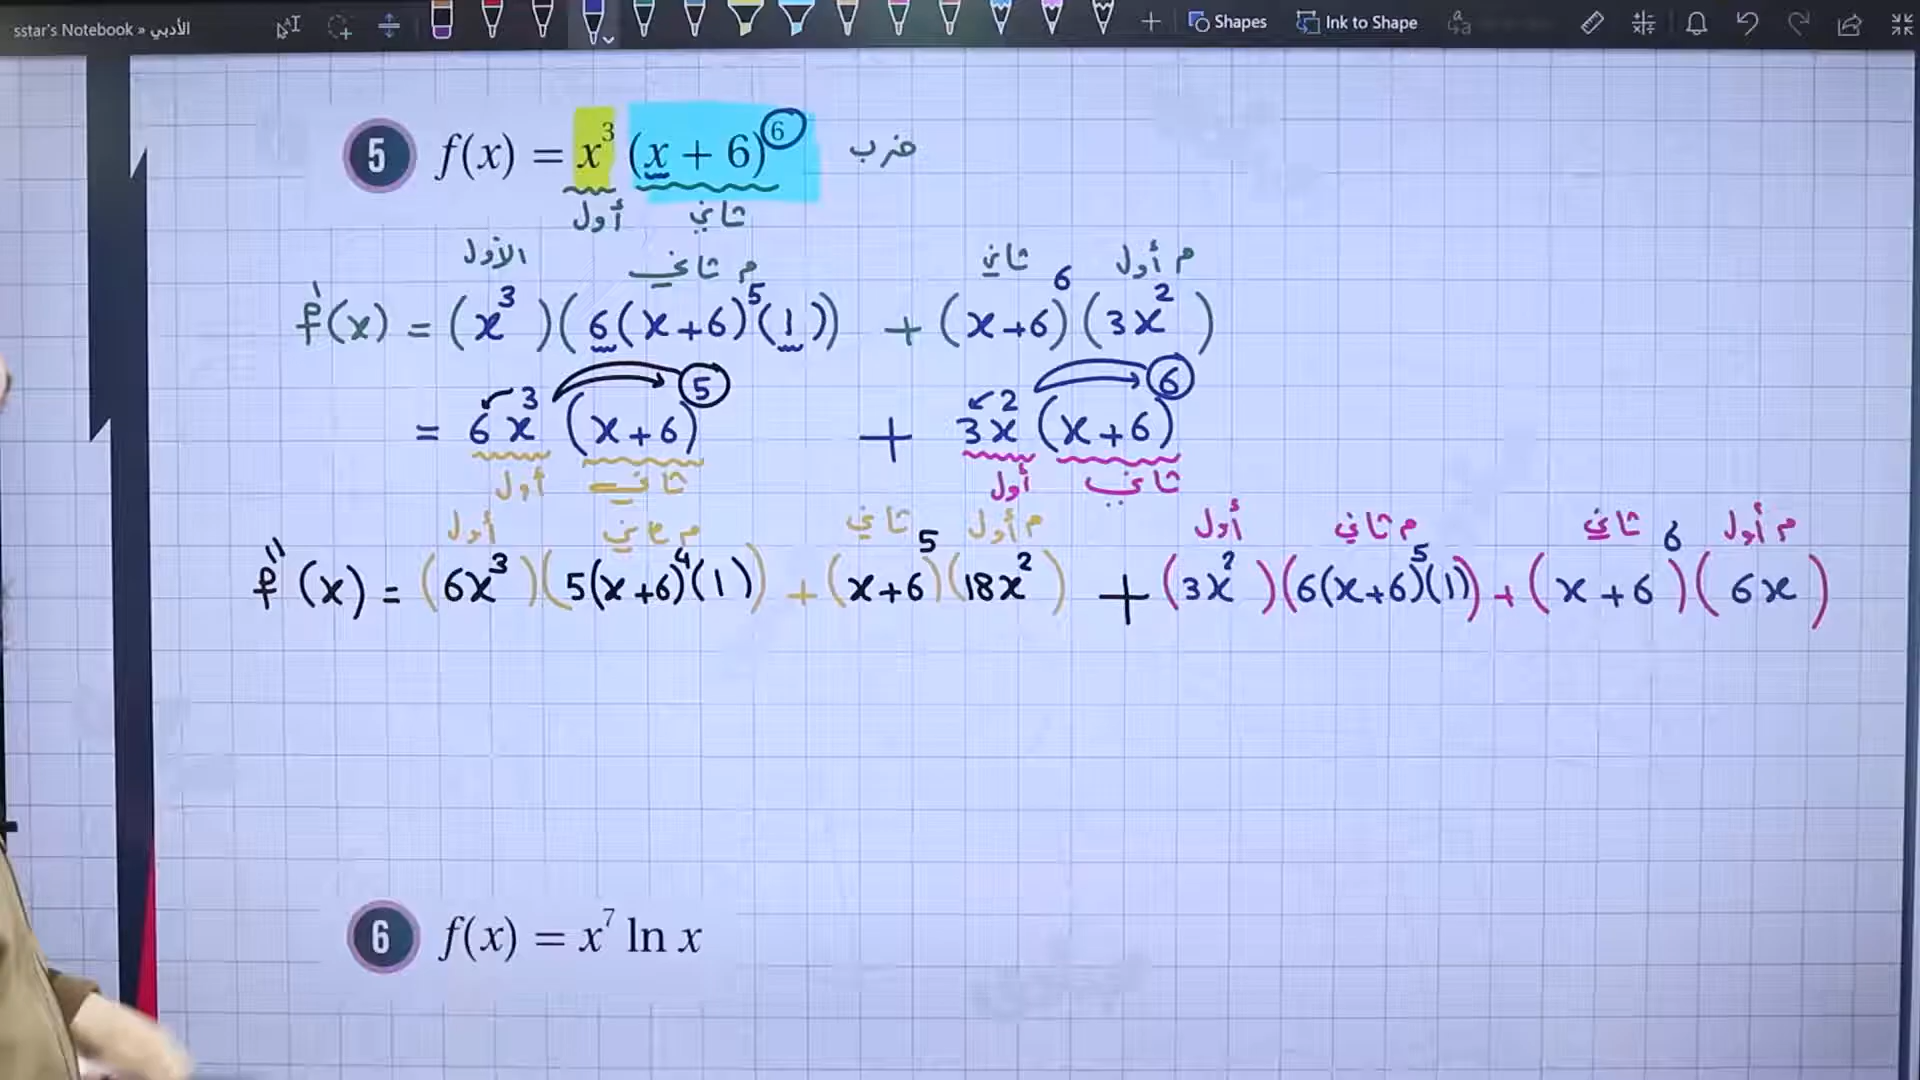 sstar's Notebook » الأدبي
Shapes Ink to Shape
5 f(x) = x³ (x + 6)⁶ ضرب
أول ثاني
الأول م ثاني ثاني م أول
f'(x) = (x³)(6(x+6)⁵(1)) + (x+6)⁶(3x²)
= 6x³ (x+6)⁵ + 3x² (x+6)⁶
أول ثاني أول ثاني
أول م ثاني ثاني م أول أول م ثاني ثاني م أول
f''(x) = (6x³)(5(x+6)⁴(1)) + (x+6)⁵(18x²) + (3x²)(6(x+6)⁵(1)) + (x+6)⁶(6x)
6 f(x) = x⁷ ln x